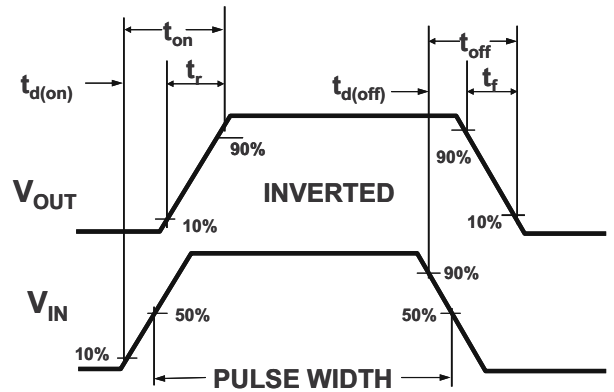 t_on
t_off
t_d(on)
t_r
t_d(off)
t_f
90%
90%
V_OUT
INVERTED
10%
10%
90%
V_IN
50%
50%
10%
PULSE WIDTH